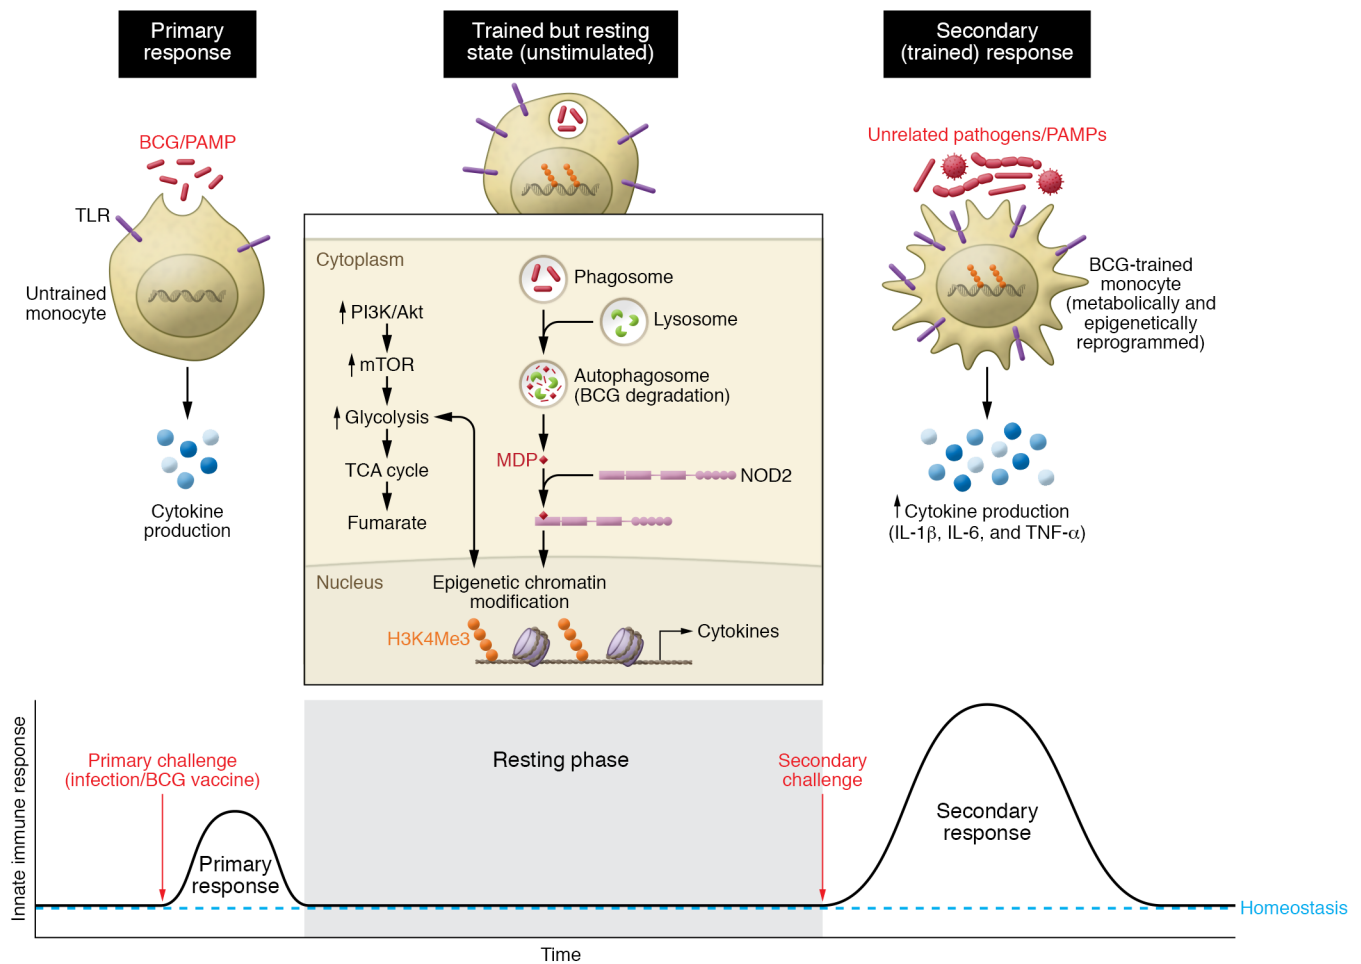 Primary
response
Trained but resting
state (unstimulated)
Secondary
(trained) response
BCG/PAMP
TLR
Untrained
monocyte
Cytokine
production
Cytoplasm
PI3K/Akt
mTOR
Glycolysis
TCA cycle
Fumarate
Phagosome
Lysosome
Autophagosome
(BCG degradation)
MDP
NOD2
Nucleus
Epigenetic chromatin
modification
H3K4Me3
Cytokines
Unrelated pathogens/PAMPs
BCG-trained
monocyte
(metabolically and
epigenetically
reprogrammed)
Cytokine production
(IL-1β, IL-6, and TNF-α)
Innate immune response
Primary challenge
(infection/BCG vaccine)
Primary
response
Resting phase
Secondary
challenge
Secondary
response
Homeostasis
Time